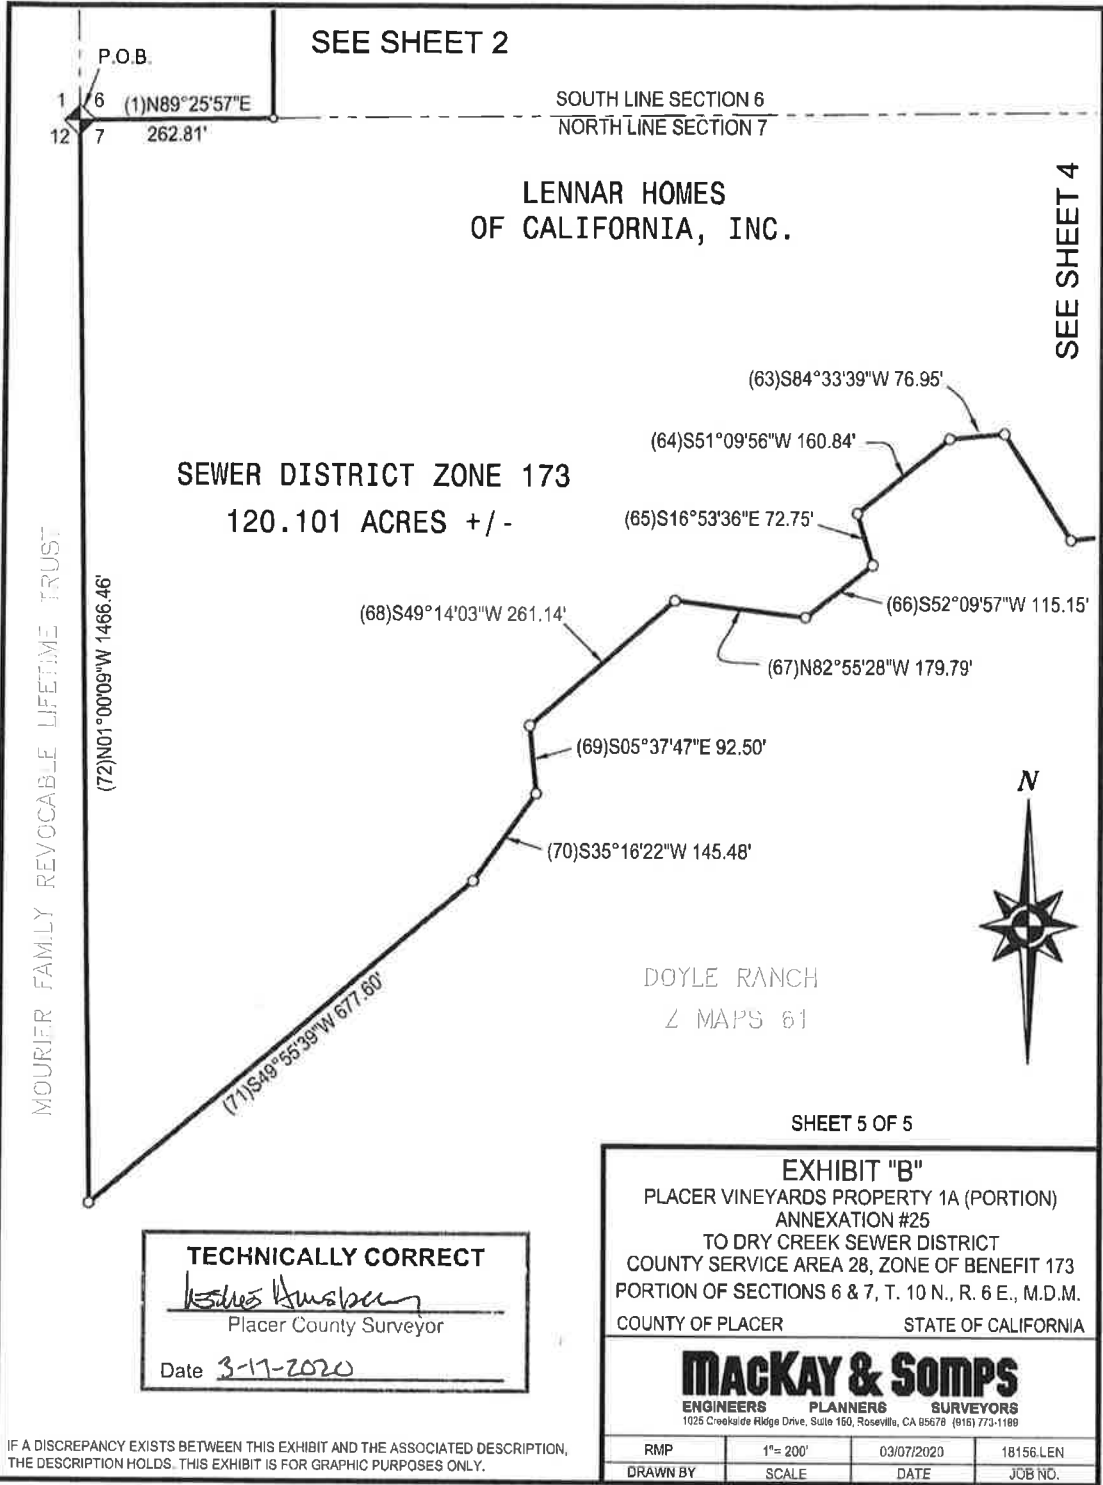 SEE SHEET 2
P.O.B.
1 6
12 7
(1)N89°25'57"E
262.81'
SOUTH LINE SECTION 6
NORTH LINE SECTION 7
SEE SHEET 4
LENNAR HOMES
OF CALIFORNIA, INC.
(63)S84°33'39"W 76.95'
(64)S51°09'56"W 160.84'
SEWER DISTRICT ZONE 173
120.101 ACRES +/-
(65)S16°53'36"E 72.75'
(66)S52°09'57"W 115.15'
(68)S49°14'03"W 261.14'
(67)N82°55'28"W 179.79'
MOURIER FAMILY REVOCABLE LIFETIME TRUST
(72)N01°00'09"W 1466.46'
(69)S05°37'47"E 92.50'
N
(70)S35°16'22"W 145.48'
(71)S49°55'39"W 677.60'
DOYLE RANCH
Z MAPS 61
SHEET 5 OF 5
EXHIBIT "B"
PLACER VINEYARDS PROPERTY 1A (PORTION)
ANNEXATION #25
TO DRY CREEK SEWER DISTRICT
COUNTY SERVICE AREA 28, ZONE OF BENEFIT 173
PORTION OF SECTIONS 6 & 7, T. 10 N., R. 6 E., M.D.M.
COUNTY OF PLACER STATE OF CALIFORNIA
MACKAY & SOMPS
ENGINEERS PLANNERS SURVEYORS
1025 Creekside Ridge Drive, Suite 150, Roseville, CA 95678 (916) 773-1189
RMP 1"= 200' 03/07/2020 18156.LEN
DRAWN BY SCALE DATE JOB NO.
TECHNICALLY CORRECT
Placer County Surveyor
Date 3-17-2020
IF A DISCREPANCY EXISTS BETWEEN THIS EXHIBIT AND THE ASSOCIATED DESCRIPTION,
THE DESCRIPTION HOLDS. THIS EXHIBIT IS FOR GRAPHIC PURPOSES ONLY.